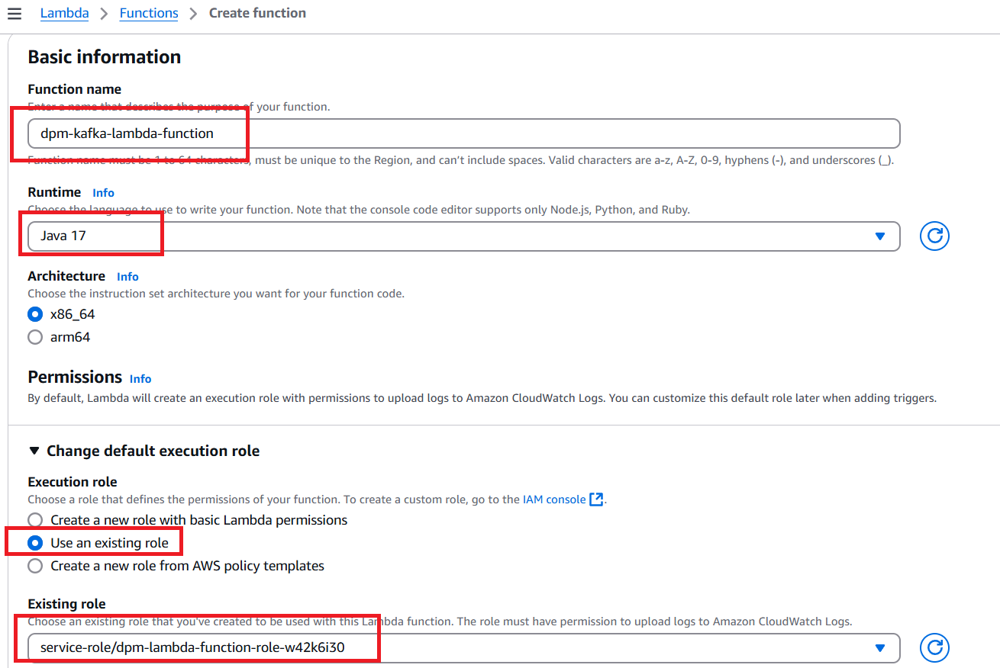 Lambda > Functions > Create function
Basic information
Function name
Enter a name that describes the purpose of your function.
dpm-kafka-lambda-function
Function name must be 1 to 64 characters, must be unique to the Region, and can't include spaces. Valid characters are a-z, A-Z, 0-9, hyphens (-), and underscores (_).
Runtime Info
Choose the language to use to write your function. Note that the console code editor supports only Node.js, Python, and Ruby.
Java 17
Architecture Info
Choose the instruction set architecture you want for your function code.
x86_64
arm64
Permissions Info
By default, Lambda will create an execution role with permissions to upload logs to Amazon CloudWatch Logs. You can customize this default role later when adding triggers.
Change default execution role
Execution role
Choose a role that defines the permissions of your function. To create a custom role, go to the IAM console.
Create a new role with basic Lambda permissions
Use an existing role
Create a new role from AWS policy templates
Existing role
Choose an existing role that you've created to be used with this Lambda function. The role must have permission to upload logs to Amazon CloudWatch Logs.
service-role/dpm-lambda-function-role-w42k6i30